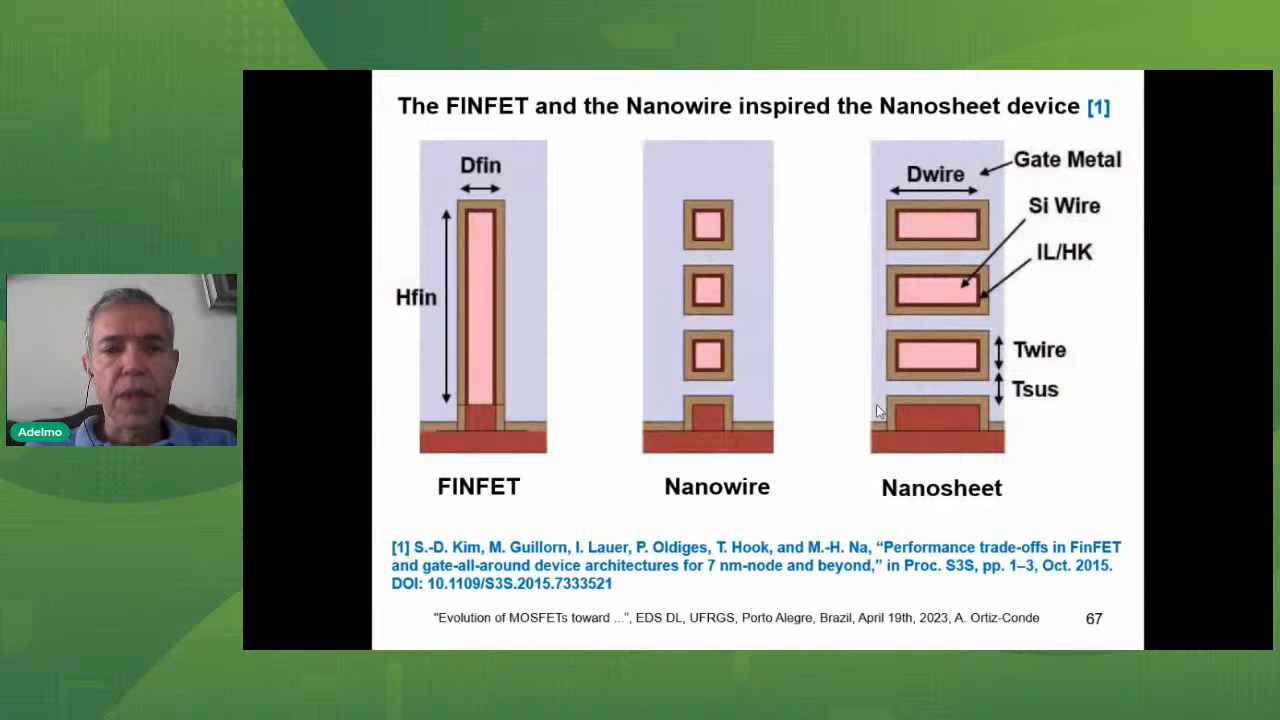 The FINFET and the Nanowire inspired the Nanosheet device [1]
Dfin
Hfin
FINFET
Nanowire
Dwire
Gate Metal
Si Wire
IL/HK
Twire
Tsus
Nanosheet
[1] S.-D. Kim, M. Guillorn, I. Lauer, P. Oldiges, T. Hook, and M.-H. Na, “Performance trade-offs in FinFET
and gate-all-around device architectures for 7 nm-node and beyond,” in Proc. S3S, pp. 1–3, Oct. 2015.
DOI: 10.1109/S3S.2015.7333521
"Evolution of MOSFETs toward ...", EDS DL, UFRGS, Porto Alegre, Brazil, April 19th, 2023, A. Ortiz-Conde
67
Adelmo